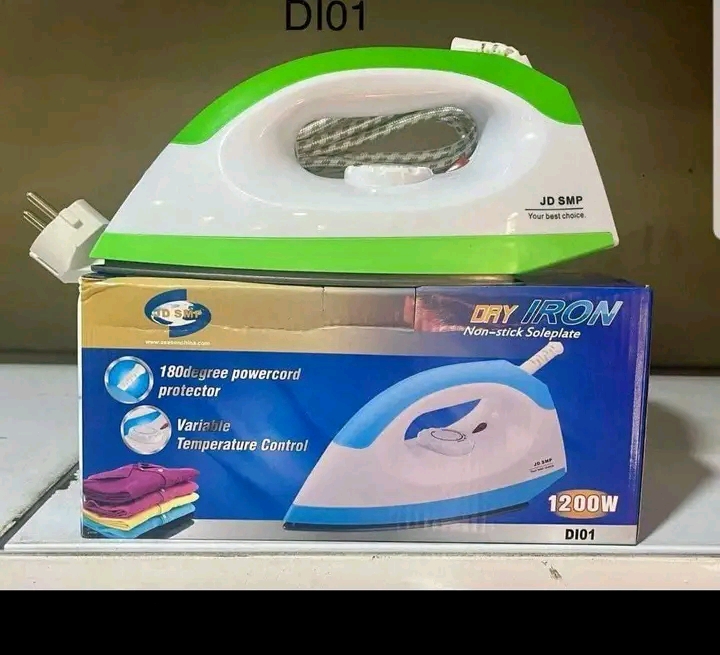 DI01
JD SMP
Your best choice.
JD SMP
DRY IRON
Non-stick Soleplate
180degree powercord
protector
Variable
Temperature Control
JD SMP
1200W
DI01